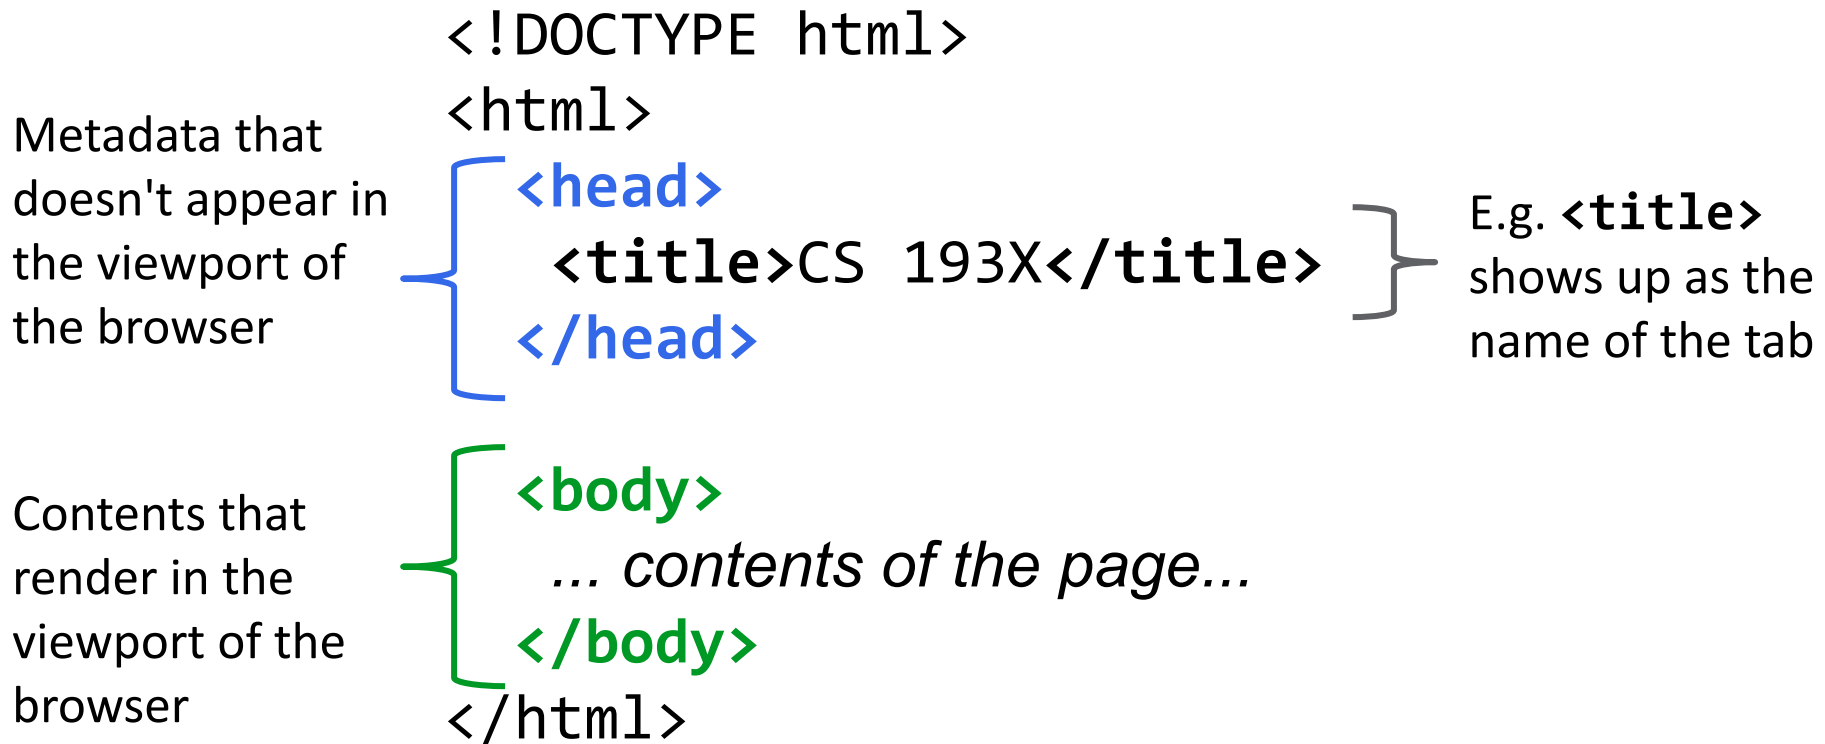 <!DOCTYPE html>
<html>
Metadata that
doesn't appear in
the viewport of
the browser
<head>
<title>CS 193X</title>
</head>
E.g. <title>
shows up as the
name of the tab
Contents that
render in the
viewport of the
browser
<body>
... contents of the page...
</body>
</html>